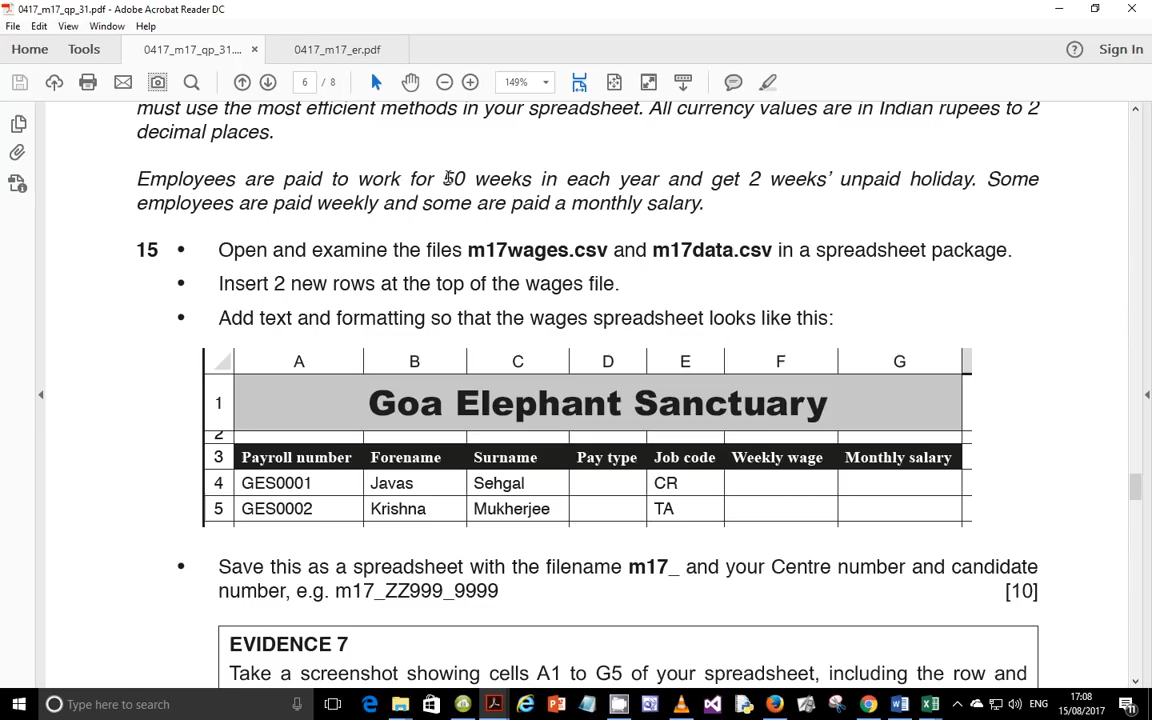 0417_m17_qp_31.pdf - Adobe Acrobat Reader DC
File Edit View Window Help
Home Tools 0417_m17_qp_31.... × 0417_m17_er.pdf ? Sign In
6 / 8 149%
must use the most efficient methods in your spreadsheet. All currency values are in Indian rupees to 2
decimal places.
Employees are paid to work for 50 weeks in each year and get 2 weeks' unpaid holiday. Some
employees are paid weekly and some are paid a monthly salary.
15 • Open and examine the files m17wages.csv and m17data.csv in a spreadsheet package.
• Insert 2 new rows at the top of the wages file.
• Add text and formatting so that the wages spreadsheet looks like this:
A B C D E F G
1 Goa Elephant Sanctuary
2
3 Payroll number Forename Surname Pay type Job code Weekly wage Monthly salary
4 GES0001 Javas Sehgal CR
5 GES0002 Krishna Mukherjee TA
• Save this as a spreadsheet with the filename m17_ and your Centre number and candidate
number, e.g. m17_ZZ999_9999 [10]
EVIDENCE 7
Take a screenshot showing cells A1 to G5 of your spreadsheet, including the row and
Type here to search ENG 17:08
15/08/2017